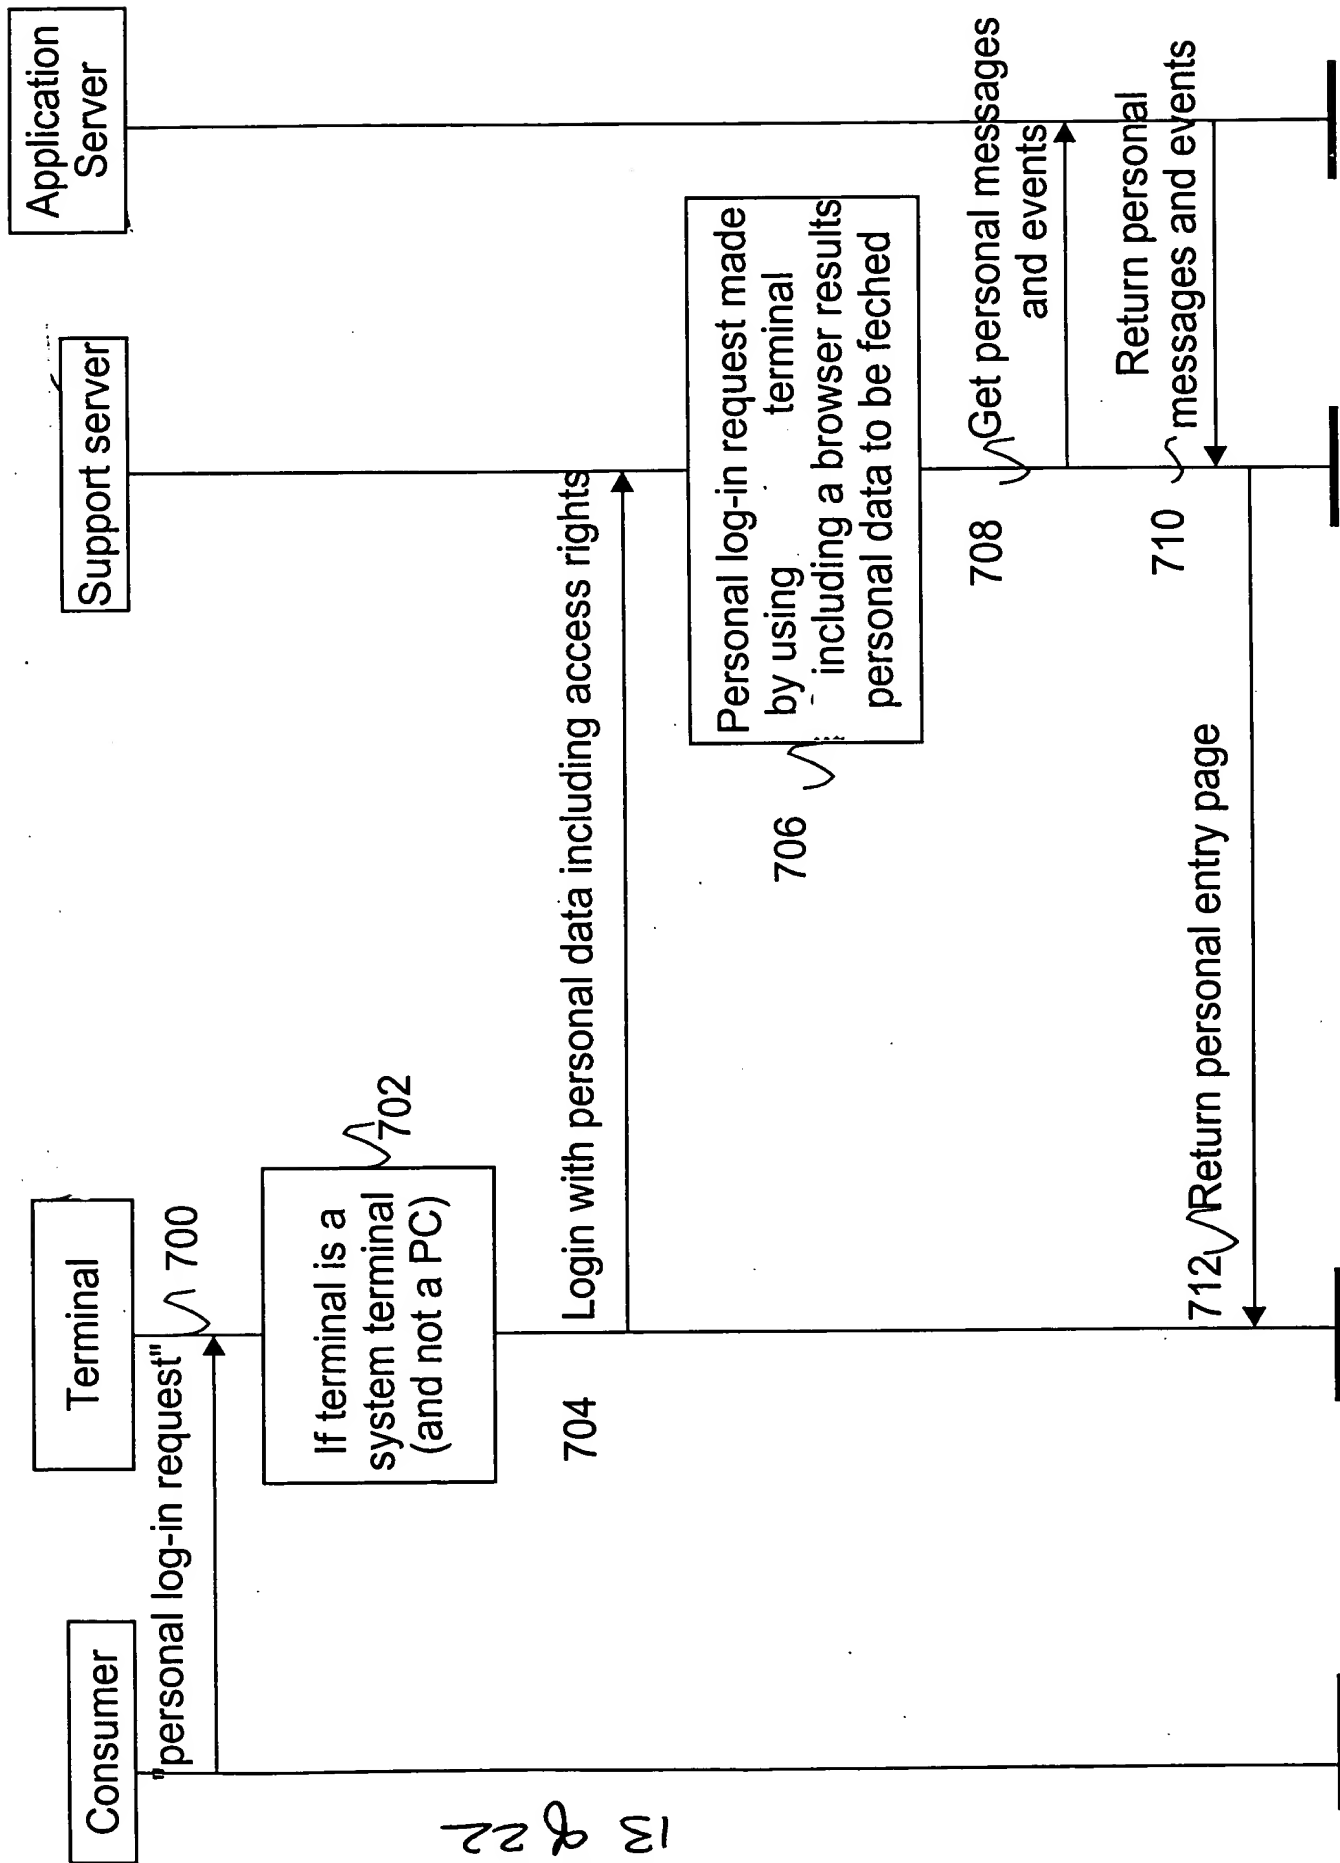 Consumer
Terminal
Support server
Application
Server
"personal log-in request"
700
If terminal is a
system terminal
(and not a PC)
702
704
Login with personal data including access rights
706
Personal log-in request made
by using terminal
including a browser results
personal data to be feched
708
Get personal messages
and events
710
Return personal
messages and events
712
Return personal entry page